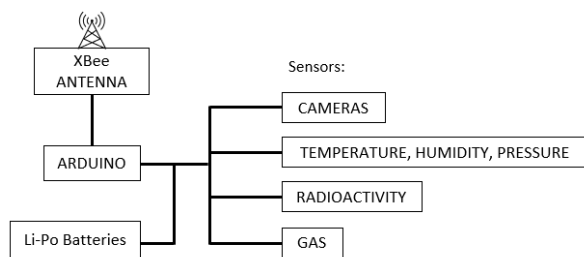 XBee
ANTENNA
Sensors:
CAMERAS
ARDUINO
TEMPERATURE, HUMIDITY, PRESSURE
RADIOACTIVITY
Li-Po Batteries
GAS